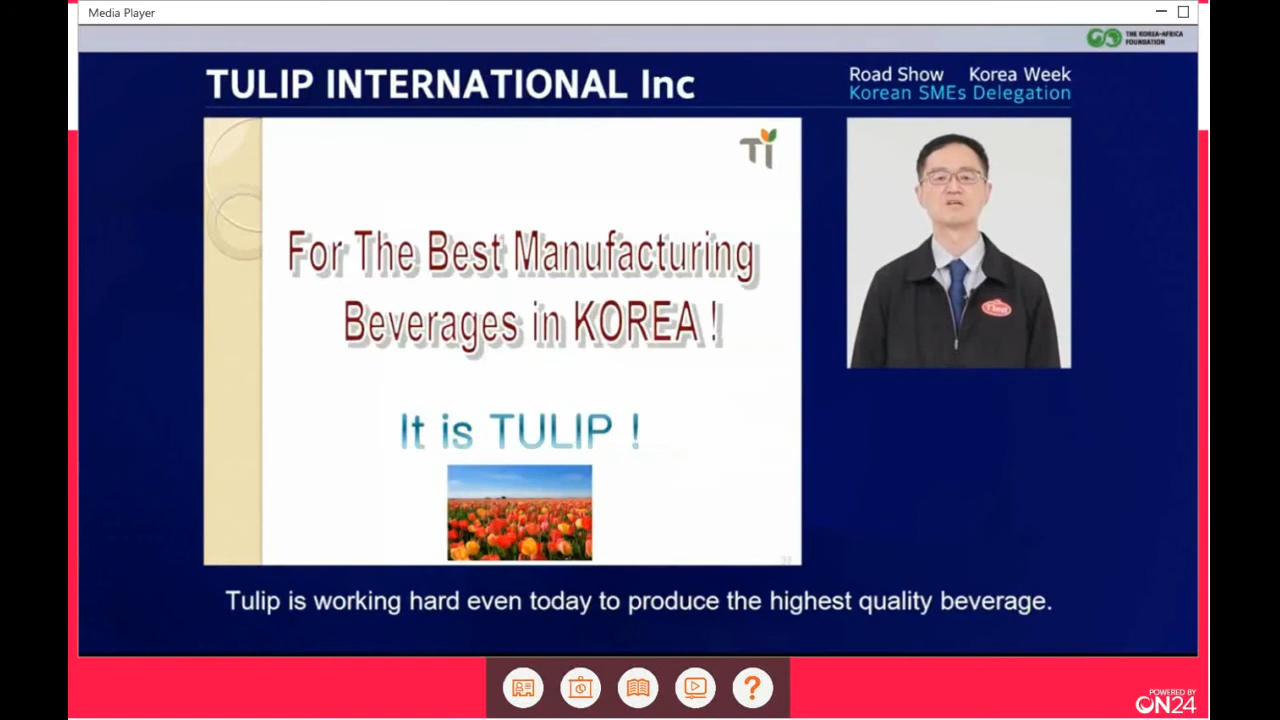 Media Player
THE KOREA-AFRICA
FOUNDATION
TULIP INTERNATIONAL Inc
Road Show Korea Week
Korean SMEs Delegation
Ti
For The Best Manufacturing
Beverages in KOREA !
It is TULIP !
Tulip is working hard even today to produce the highest quality beverage.
?
POWERED BY
ON24